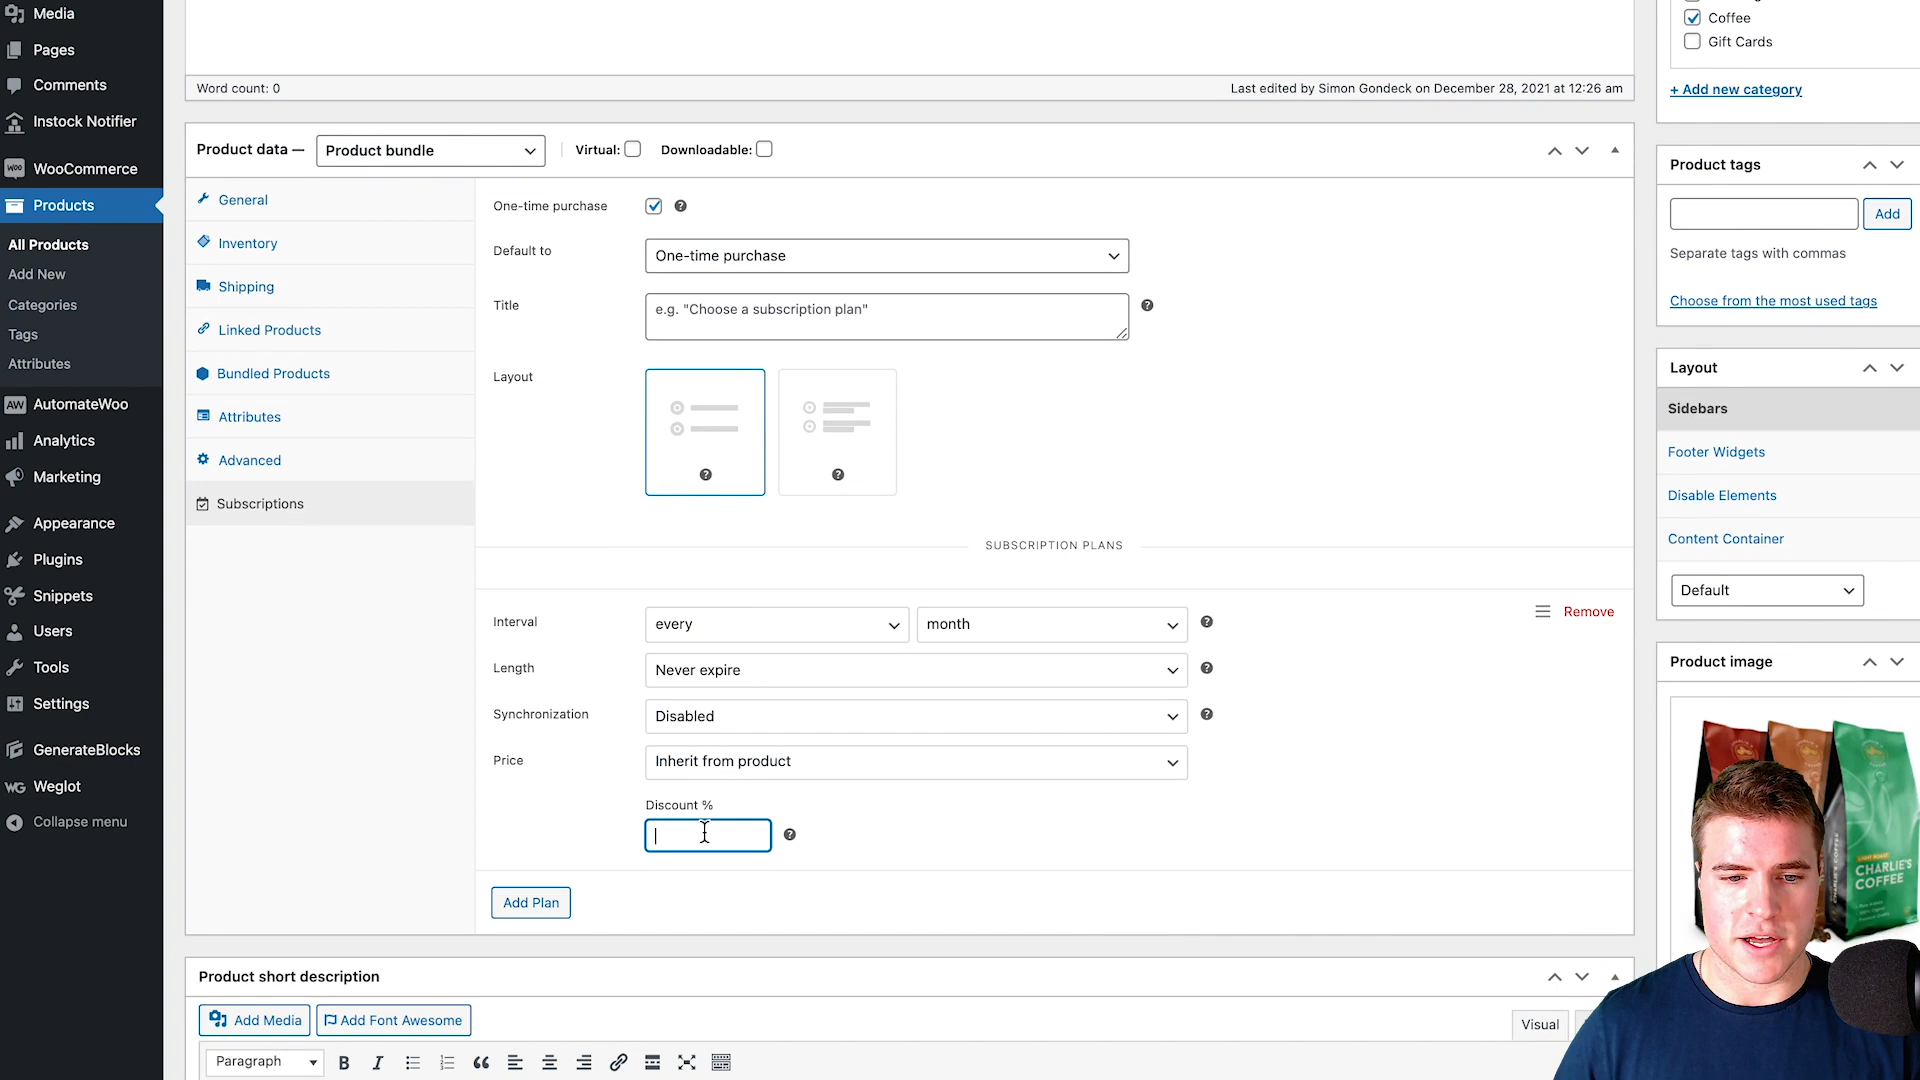 Media
Pages
Comments
Instock Notifier
WooCommerce
Products
All Products
Add New
Categories
Tags
Attributes
AW AutomateWoo
Analytics
Marketing
Appearance
Plugins
Snippets
Users
Tools
Settings
GenerateBlocks
WG Weglot
Collapse menu
Word count: 0
Last edited by Simon Gondeck on December 28, 2021 at 12:26 am
Product data —
Product bundle
Virtual:
Downloadable:
General
Inventory
Shipping
Linked Products
Bundled Products
Attributes
Advanced
Subscriptions
One-time purchase
Default to
One-time purchase
Title
e.g. "Choose a subscription plan"
Layout
SUBSCRIPTION PLANS
Interval
every
month
Remove
Length
Never expire
Synchronization
Disabled
Price
Inherit from product
Discount %
Add Plan
Product short description
Add Media
Add Font Awesome
Visual
Paragraph
Coffee
Gift Cards
+ Add new category
Product tags
Add
Separate tags with commas
Choose from the most used tags
Layout
Sidebars
Footer Widgets
Disable Elements
Content Container
Default
Product image
LIGHT ROAST
CHARLIE'S
COFFEE